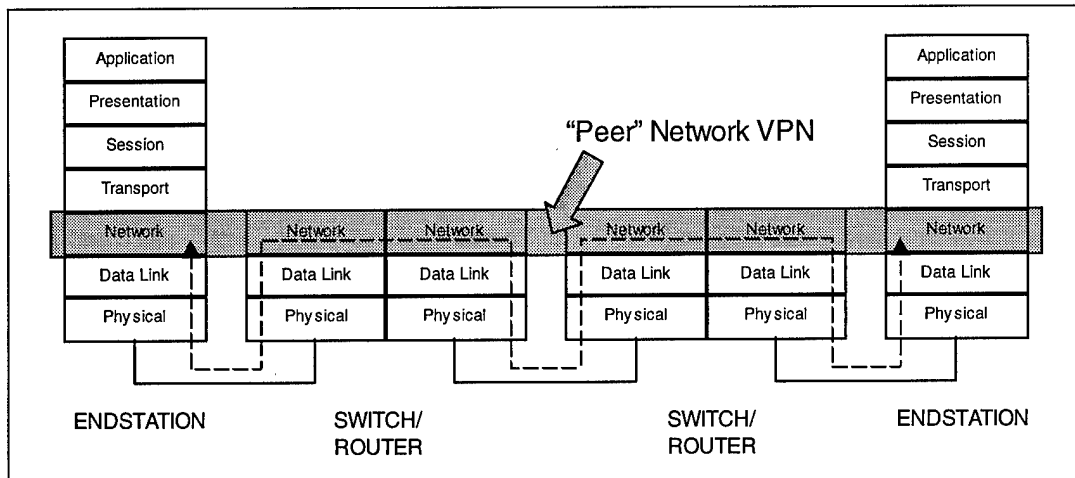 Application
Presentation
Session
Transport
Network
Data Link
Physical
ENDSTATION
Network
Data Link
Physical
Network
Data Link
Physical
SWITCH/
ROUTER
“Peer” Network VPN
Network
Data Link
Physical
Network
Data Link
Physical
SWITCH/
ROUTER
Application
Presentation
Session
Transport
Network
Data Link
Physical
ENDSTATION